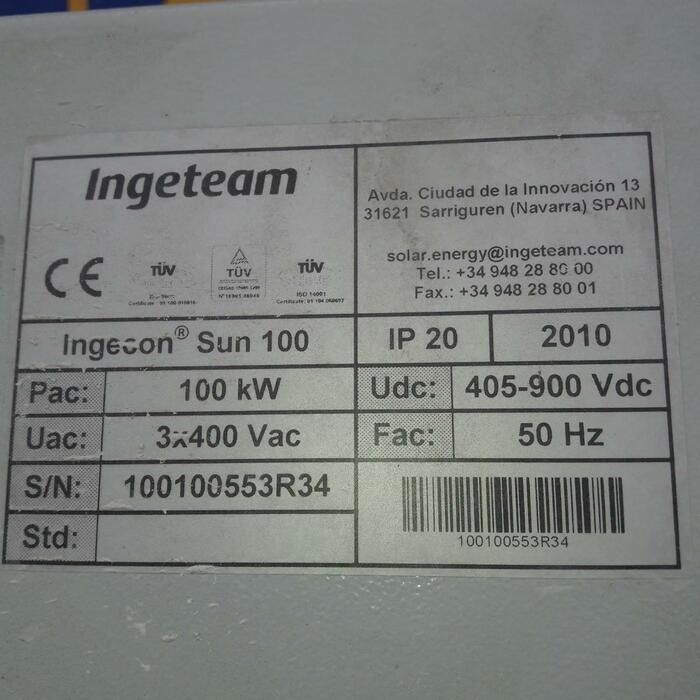 Ingeteam
Avda. Ciudad de la Innovación 13
31621 Sarriguren (Navarra) SPAIN
solar.energy@ingeteam.com
Tel.: +34 948 28 80 00
Fax.: +34 948 28 80 01
CE
TÜV
TÜV
TÜV
ISO 14001
Ingecon® Sun 100
IP 20
2010
Pac:
100 kW
Udc:
405-900 Vdc
Uac:
3x400 Vac
Fac:
50 Hz
S/N:
100100553R34
100100553R34
Std: